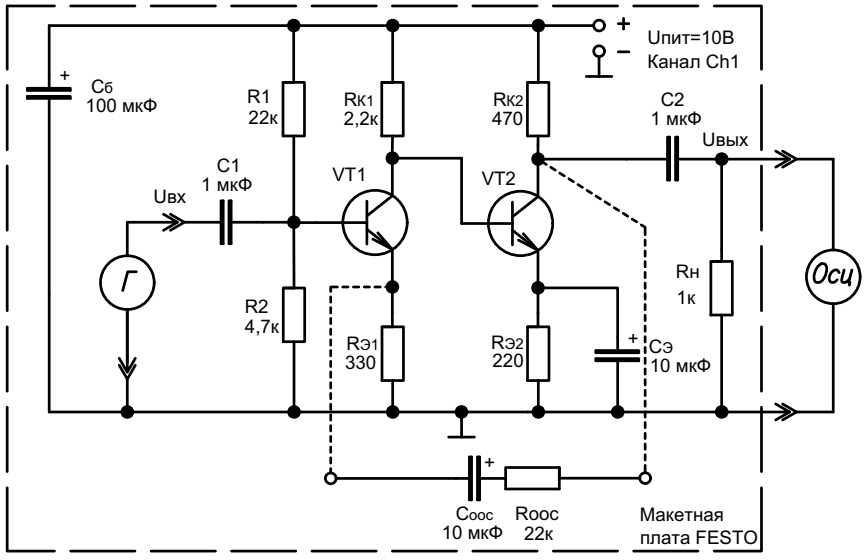 +
–
Uпит=10В
Канал Ch1
+
Cб
100 мкФ
R1
22к
RК1
2,2к
RК2
470
C2
1 мкФ
Uвых
C1
1 мкФ
Uвх
VT1
VT2
Г
Осц
R2
4,7к
RЭ1
330
RЭ2
220
+
CЭ
10 мкФ
Rн
1к
+
Cоос
10 мкФ
Rоос
22к
Макетная
плата FESTO